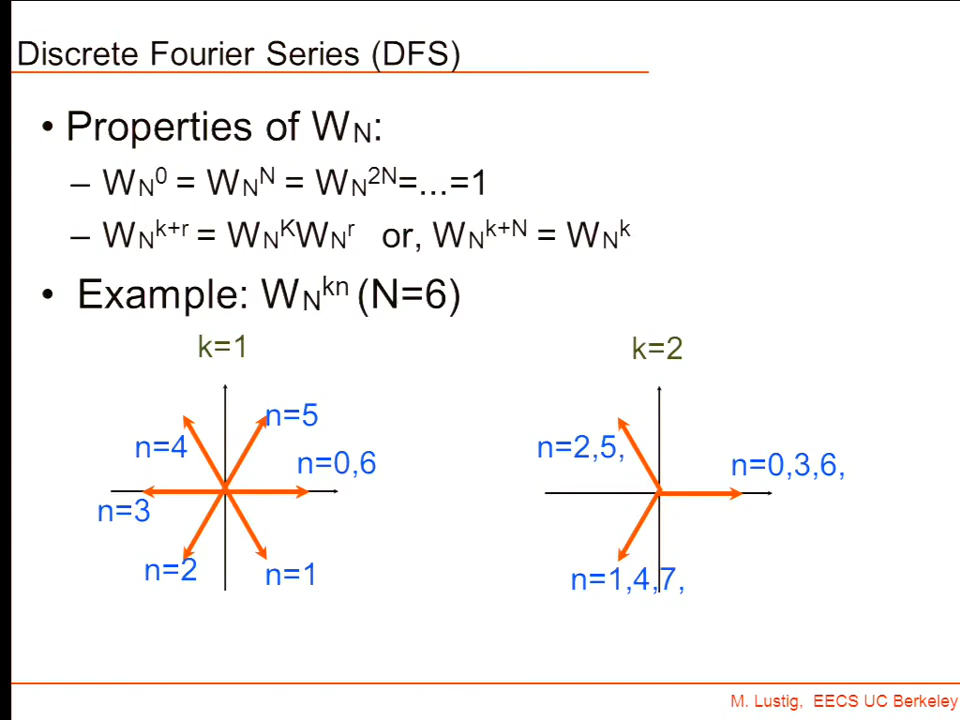 Discrete Fourier Series (DFS)
• Properties of W_N:
– W_N^0 = W_N^N = W_N^2N=...=1
– W_N^k+r = W_N^K W_N^r or, W_N^k+N = W_N^k
• Example: W_N^kn (N=6)
k=1
k=2
n=5
n=4
n=0,6
n=3
n=2
n=1
n=2,5,
n=0,3,6,
n=1,4,7,
M. Lustig, EECS UC Berkeley